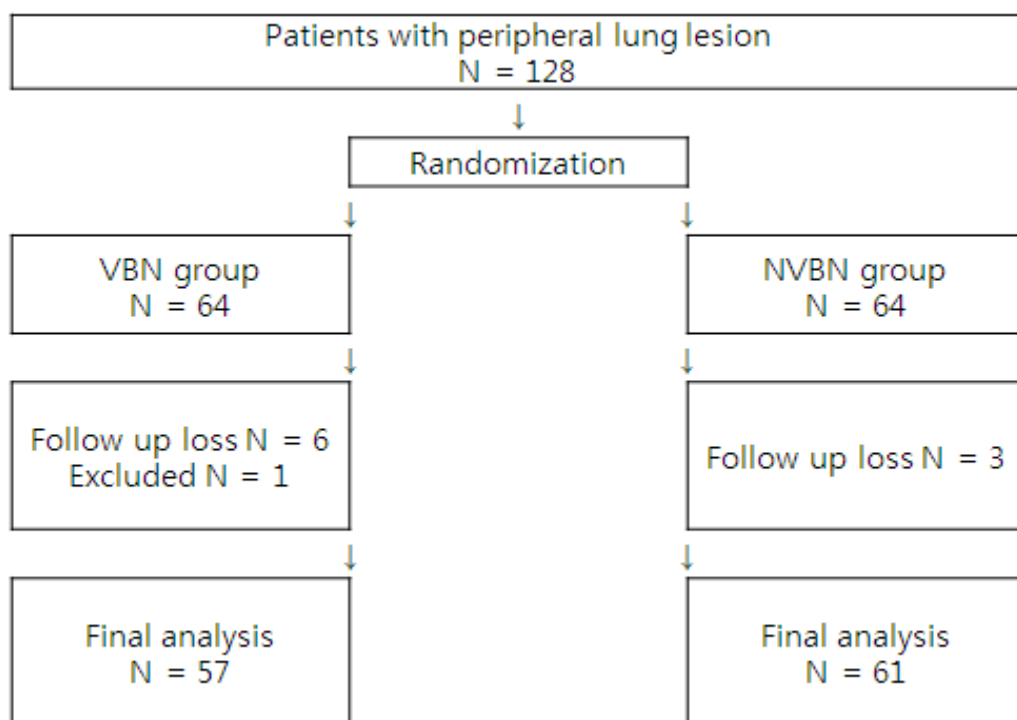 Patients with peripheral lung lesion
N = 128
↓
Randomization
↓ ↓
VBN group
N = 64
NVBN group
N = 64
↓ ↓
Follow up loss N = 6
Excluded N = 1
Follow up loss N = 3
↓ ↓
Final analysis
N = 57
Final analysis
N = 61